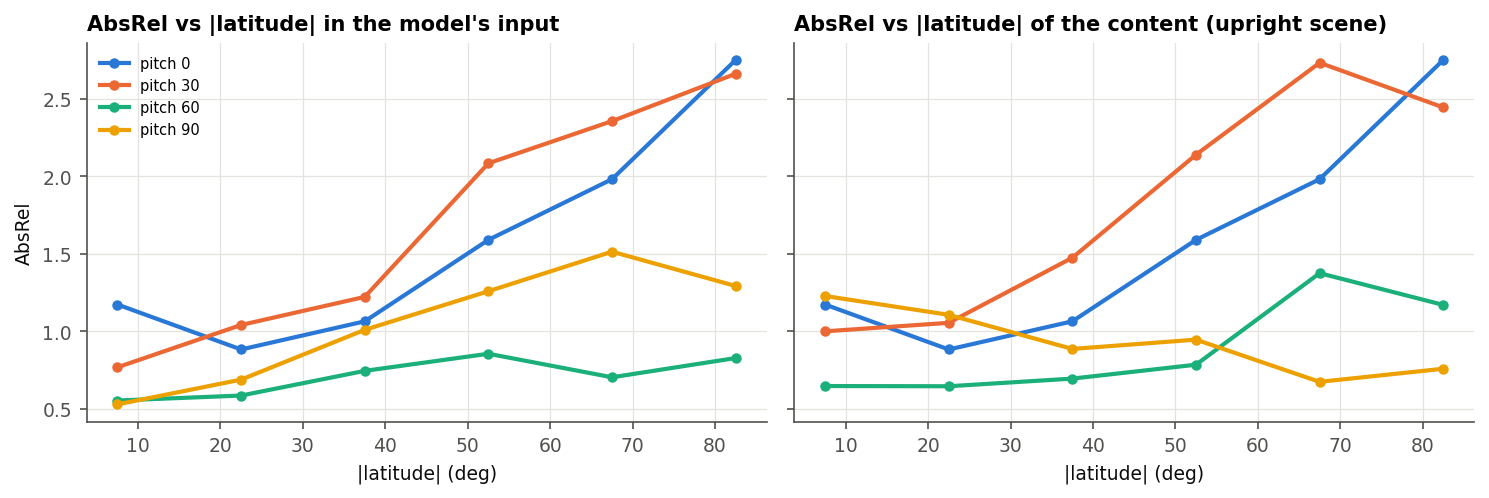 AbsRel vs |latitude| in the model's input
AbsRel vs |latitude| of the content (upright scene)
pitch 0
pitch 30
pitch 60
pitch 90
AbsRel
2.5
2.0
1.5
1.0
0.5
10 20 30 40 50 60 70 80
10 20 30 40 50 60 70 80
|latitude| (deg)
|latitude| (deg)